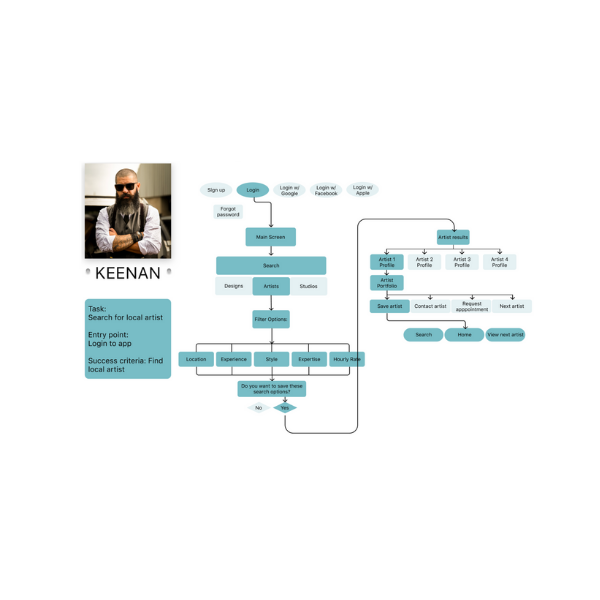 KEENAN
Task:
Search for local artist
Entry point:
Login to app
Success criteria: Find
local artist
Sign up
Login
Login w/
Google
Login w/
Facebook
Login w/
Apple
Forgot
password
Main Screen
Search
Designs
Artists
Studios
Filter Options
Location
Experience
Style
Expertise
Hourly Rate
Do you want to save these
search options?
No
Yes
Artist results
Artist 1
Profile
Artist 2
Profile
Artist 3
Profile
Artist 4
Profile
Artist
Portfolio
Save artist
Contact artist
Request
apppointment
Next artist
Search
Home
View next artist